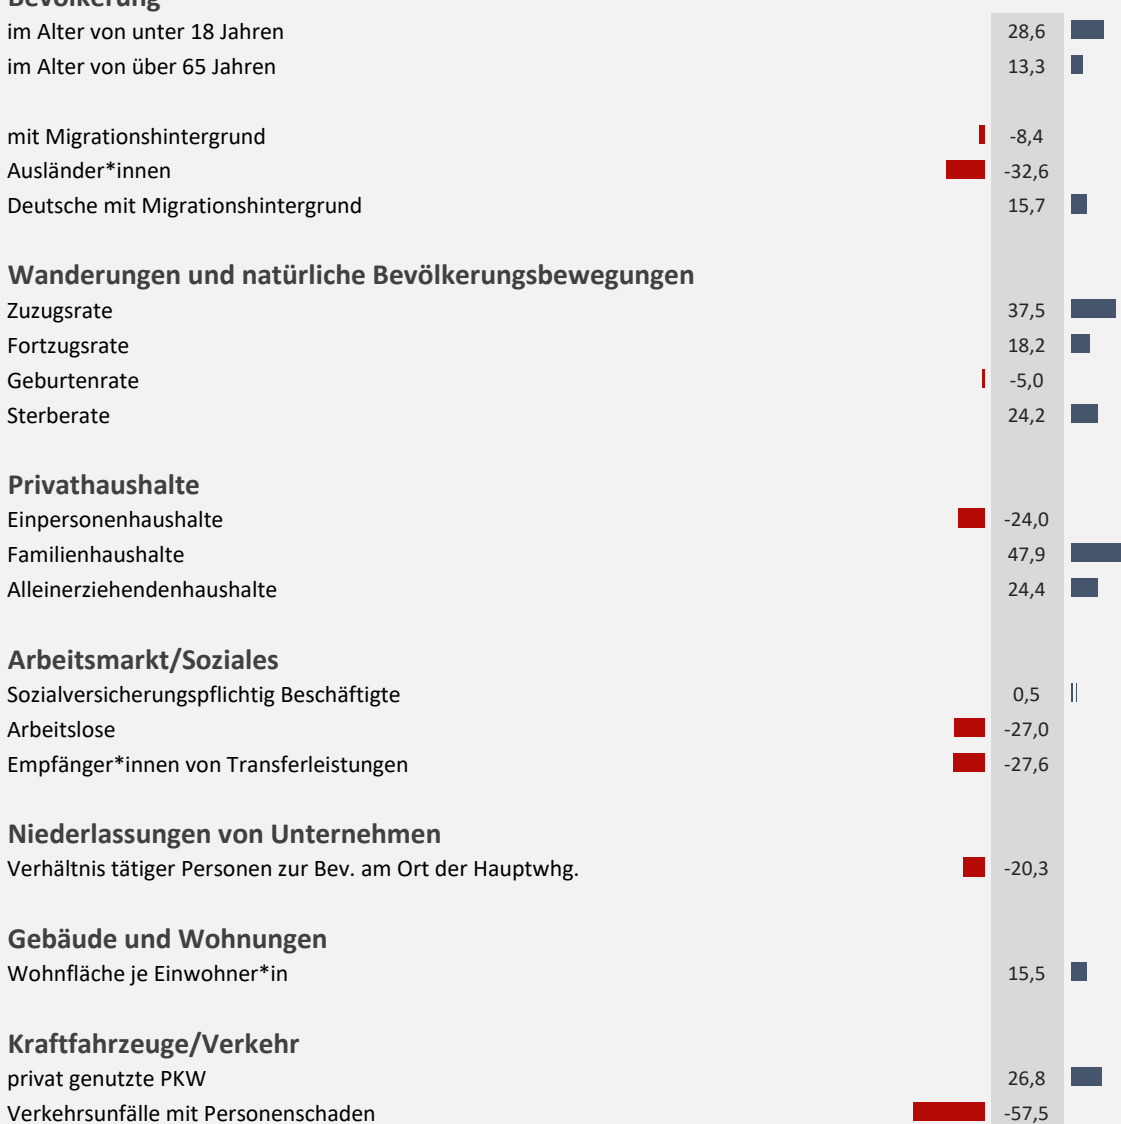 Bevölkerung
im Alter von unter 18 Jahren 28,6
im Alter von über 65 Jahren 13,3
mit Migrationshintergrund -8,4
Ausländer*innen -32,6
Deutsche mit Migrationshintergrund 15,7
Wanderungen und natürliche Bevölkerungsbewegungen
Zuzugsrate 37,5
Fortzugsrate 18,2
Geburtenrate -5,0
Sterberate 24,2
Privathaushalte
Einpersonenhaushalte -24,0
Familienhaushalte 47,9
Alleinerziehendenhaushalte 24,4
Arbeitsmarkt/Soziales
Sozialversicherungspflichtig Beschäftigte 0,5
Arbeitslose -27,0
Empfänger*innen von Transferleistungen -27,6
Niederlassungen von Unternehmen
Verhältnis tätiger Personen zur Bev. am Ort der Hauptwhg. -20,3
Gebäude und Wohnungen
Wohnfläche je Einwohner*in 15,5
Kraftfahrzeuge/Verkehr
privat genutzte PKW 26,8
Verkehrsunfälle mit Personenschaden -57,5